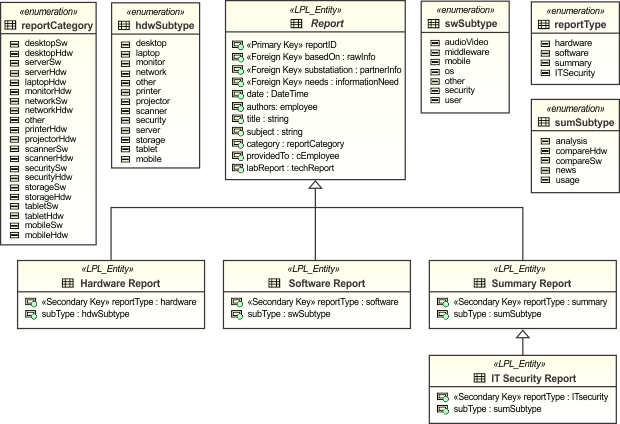 «enumeration»
reportCategory
desktopSw
desktopHdw
serverSw
serverHdw
laptopHdw
monitorHdw
networkSw
networkHdw
other
printerHdw
projectorHdw
scannerSw
scannerHdw
securitySw
securityHdw
storageSw
storageHdw
tabletSw
tabletHdw
mobileSw
mobileHdw
«enumeration»
hdwSubtype
desktop
laptop
monitor
network
other
printer
projector
scanner
security
server
storage
tablet
mobile
«LPL_Entity»
Report
«Primary Key» reportID
«Foreign Key» basedOn : rawInfo
«Foreign Key» substatiation : partnerInfo
«Foreign Key» needs : informationNeed
date : DateTime
authors: employee
title : string
subject : string
category : reportCategory
providedTo : cEmployee
labReport : techReport
«enumeration»
swSubtype
audioVideo
middleware
mobile
os
other
security
user
«enumeration»
reportType
hardware
software
summary
ITSecurity
«enumeration»
sumSubtype
analysis
compareHdw
compareSw
news
usage
«LPL_Entity»
Hardware Report
«Secondary Key» reportType : hardware
subType : hdwSubtype
«LPL_Entity»
Software Report
«Secondary Key» reportType : software
subType : swSubtype
«LPL_Entity»
Summary Report
«Secondary Key» reportType : summary
subType : sumSubtype
«LPL_Entity»
IT Security Report
«Secondary Key» reportType : ITsecurity
subType : sumSubtype